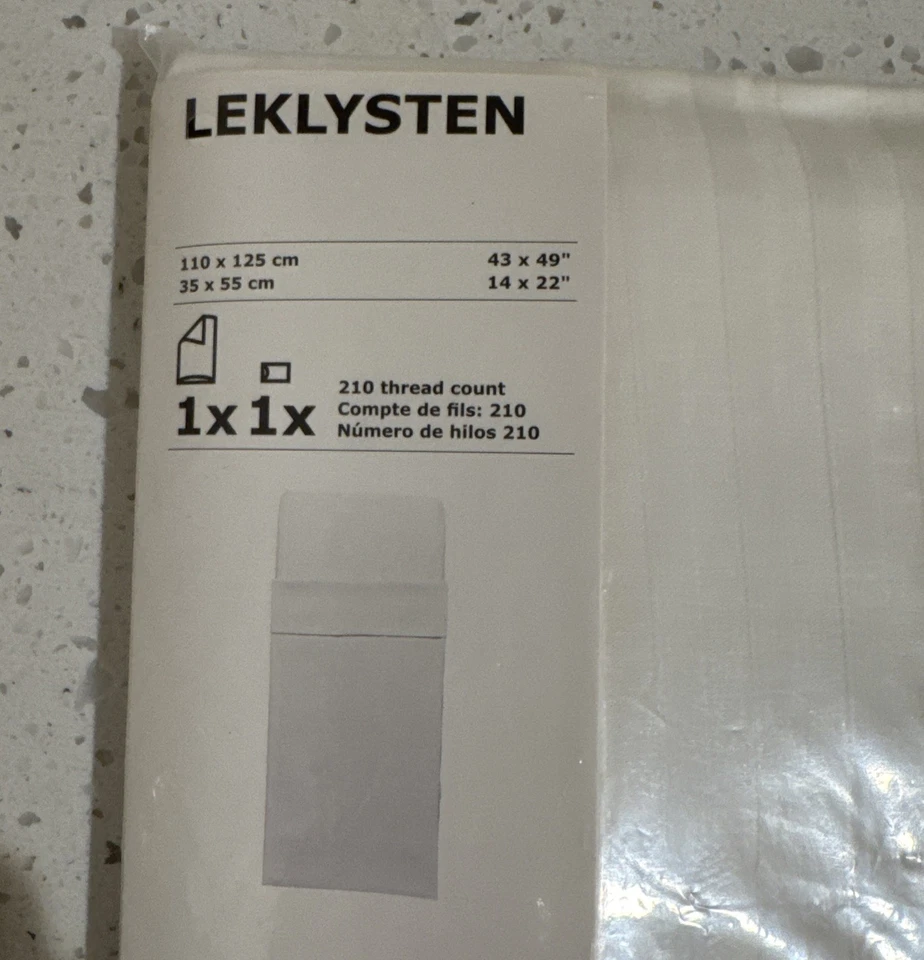 LEKLYSTEN
110 x 125 cm 43 x 49"
35 x 55 cm 14 x 22"
1x 1x
210 thread count
Compte de fils: 210
Número de hilos 210